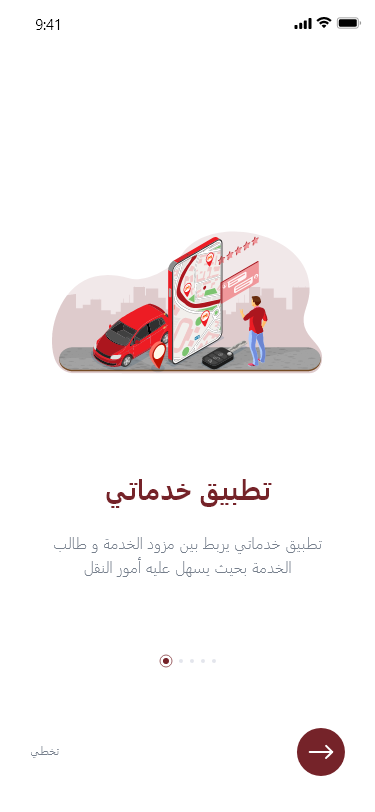 9:41
تطبيق خدماتي
تطبيق خدماتي يربط بين مزود الخدمة و طالب
الخدمة بحيث يسهل عليه أمور النقل
تخطي